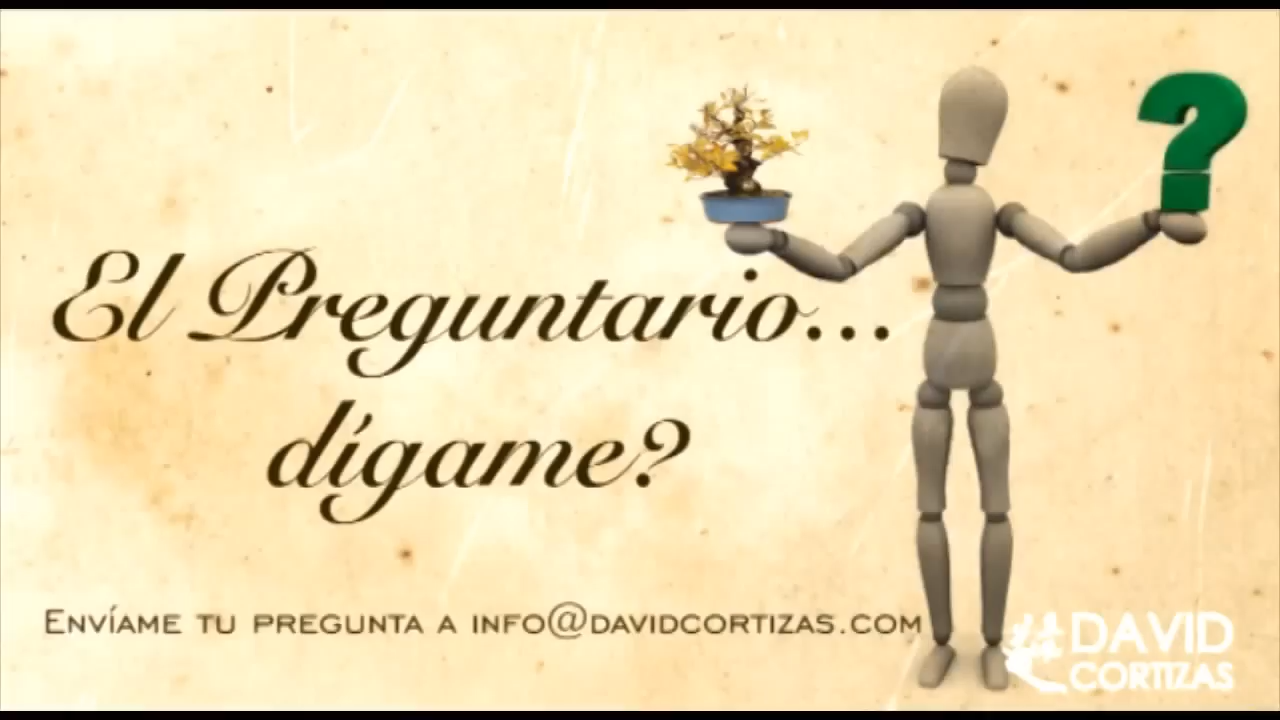 El Preguntario...
dígame?
ENVÍAME TU PREGUNTA A INFO@DAVIDCORTIZAS.COM
DAVID
CORTIZAS